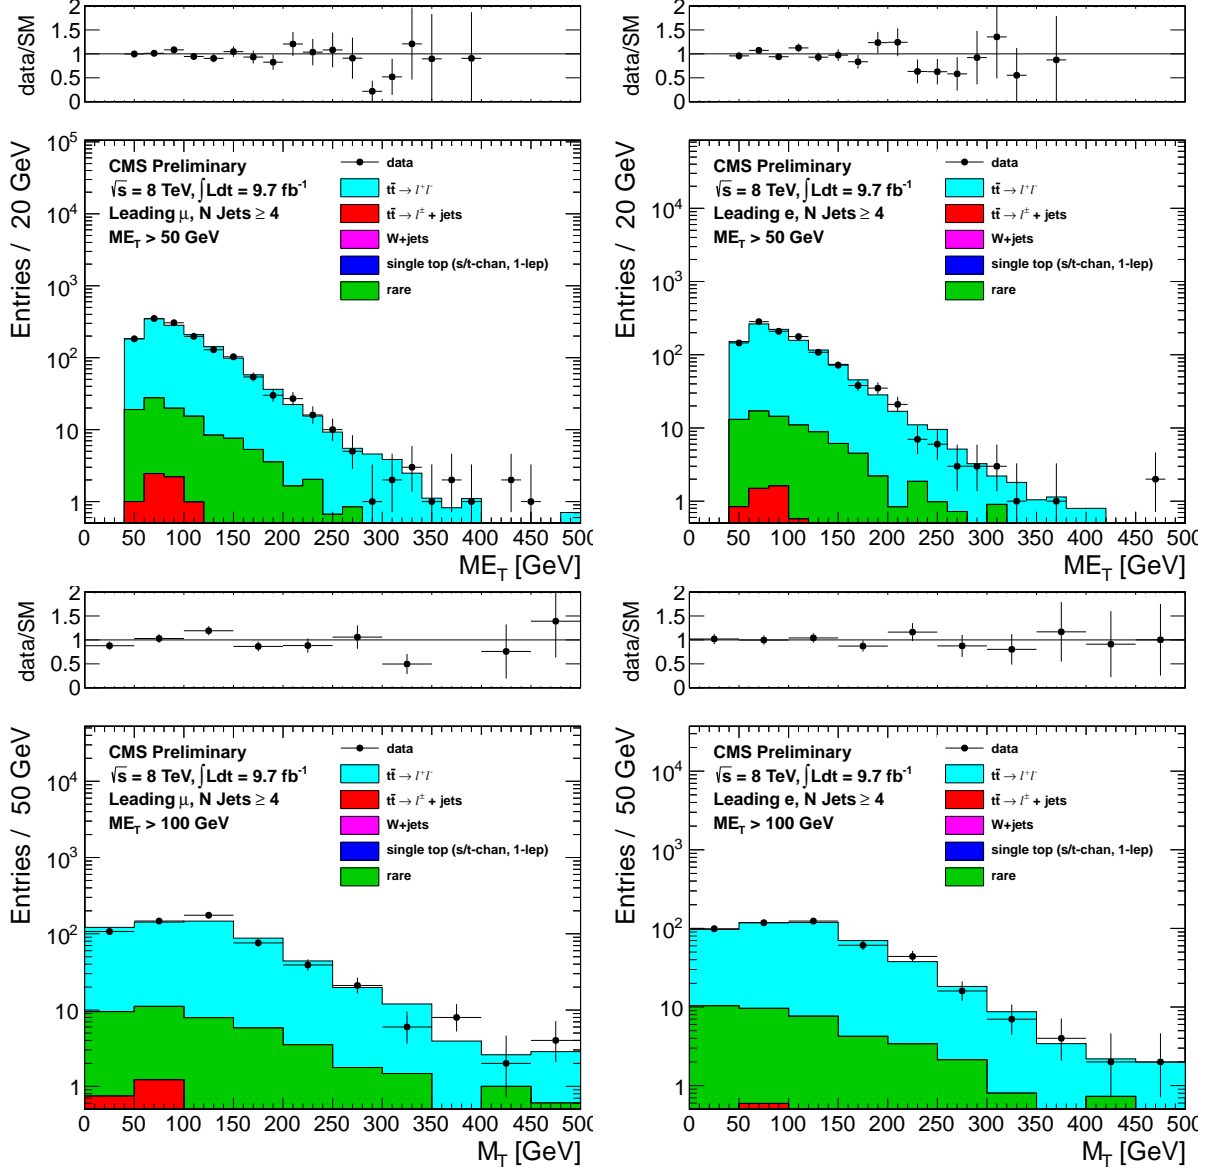 data/SM
2
1.5
1
0.5
0
Entries / 20 GeV
10^5
10^4
10^3
10^2
10
1
CMS Preliminary
√s = 8 TeV, ∫Ldt = 9.7 fb^-1
Leading μ, N Jets ≥ 4
ME_T > 50 GeV
data
tt̄ → l^+l^-
tt̄ → l^± + jets
W+jets
single top (s/t-chan, 1-lep)
rare
0 50 100 150 200 250 300 350 400 450 500
ME_T [GeV]
data/SM
2
1.5
1
0.5
0
Entries / 20 GeV
10^4
10^3
10^2
10
1
CMS Preliminary
√s = 8 TeV, ∫Ldt = 9.7 fb^-1
Leading e, N Jets ≥ 4
ME_T > 50 GeV
data
tt̄ → l^+l^-
tt̄ → l^± + jets
W+jets
single top (s/t-chan, 1-lep)
rare
0 50 100 150 200 250 300 350 400 450 500
ME_T [GeV]
data/SM
2
1.5
1
0.5
0
Entries / 50 GeV
10^4
10^3
10^2
10
1
CMS Preliminary
√s = 8 TeV, ∫Ldt = 9.7 fb^-1
Leading μ, N Jets ≥ 4
ME_T > 100 GeV
data
tt̄ → l^+l^-
tt̄ → l^± + jets
W+jets
single top (s/t-chan, 1-lep)
rare
0 50 100 150 200 250 300 350 400 450 500
M_T [GeV]
data/SM
2
1.5
1
0.5
0
Entries / 50 GeV
10^4
10^3
10^2
10
1
CMS Preliminary
√s = 8 TeV, ∫Ldt = 9.7 fb^-1
Leading e, N Jets ≥ 4
ME_T > 100 GeV
data
tt̄ → l^+l^-
tt̄ → l^± + jets
W+jets
single top (s/t-chan, 1-lep)
rare
0 50 100 150 200 250 300 350 400 450 500
M_T [GeV]